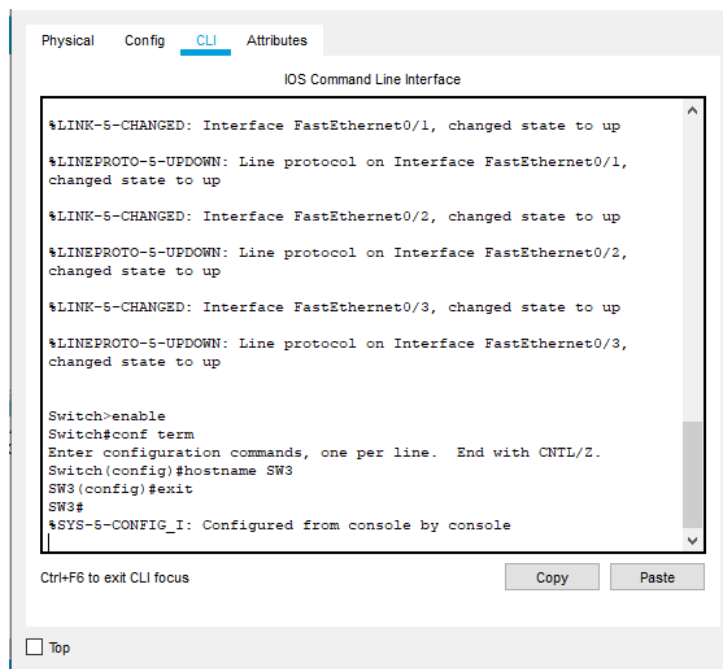 Physical Config CLI Attributes
IOS Command Line Interface
%LINK-5-CHANGED: Interface FastEthernet0/1, changed state to up
%LINEPROTO-5-UPDOWN: Line protocol on Interface FastEthernet0/1,
changed state to up
%LINK-5-CHANGED: Interface FastEthernet0/2, changed state to up
%LINEPROTO-5-UPDOWN: Line protocol on Interface FastEthernet0/2,
changed state to up
%LINK-5-CHANGED: Interface FastEthernet0/3, changed state to up
%LINEPROTO-5-UPDOWN: Line protocol on Interface FastEthernet0/3,
changed state to up
Switch>enable
Switch#conf term
Enter configuration commands, one per line.  End with CNTL/Z.
Switch(config)#hostname SW3
SW3(config)#exit
SW3#
%SYS-5-CONFIG_I: Configured from console by console
Ctrl+F6 to exit CLI focus
Copy Paste
Top